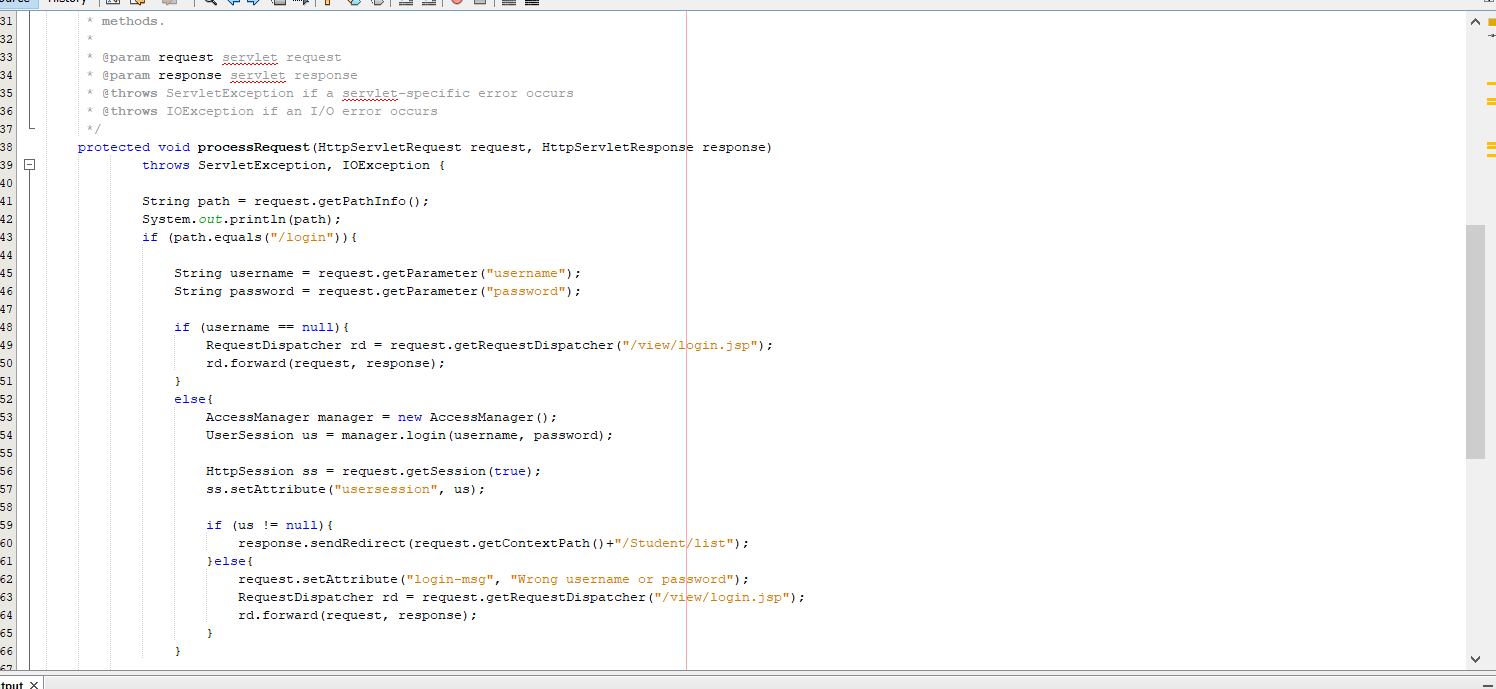 History
31 * methods.
32 *
33 * @param request servlet request
34 * @param response servlet response
35 * @throws ServletException if a servlet-specific error occurs
36 * @throws IOException if an I/O error occurs
37 */
38 protected void processRequest(HttpServletRequest request, HttpServletResponse response)
39 throws ServletException, IOException {
40
41 String path = request.getPathInfo();
42 System.out.println(path);
43 if (path.equals("/login")){
44
45 String username = request.getParameter("username");
46 String password = request.getParameter("password");
47
48 if (username == null){
49 RequestDispatcher rd = request.getRequestDispatcher("/view/login.jsp");
50 rd.forward(request, response);
51 }
52 else{
53 AccessManager manager = new AccessManager();
54 UserSession us = manager.login(username, password);
55
56 HttpSession ss = request.getSession(true);
57 ss.setAttribute("usersession", us);
58
59 if (us != null){
60 response.sendRedirect(request.getContextPath()+"/Student/list");
61 }else{
62 request.setAttribute("login-msg", "Wrong username or password");
63 RequestDispatcher rd = request.getRequestDispatcher("/view/login.jsp");
64 rd.forward(request, response);
65 }
66 }
67
tput